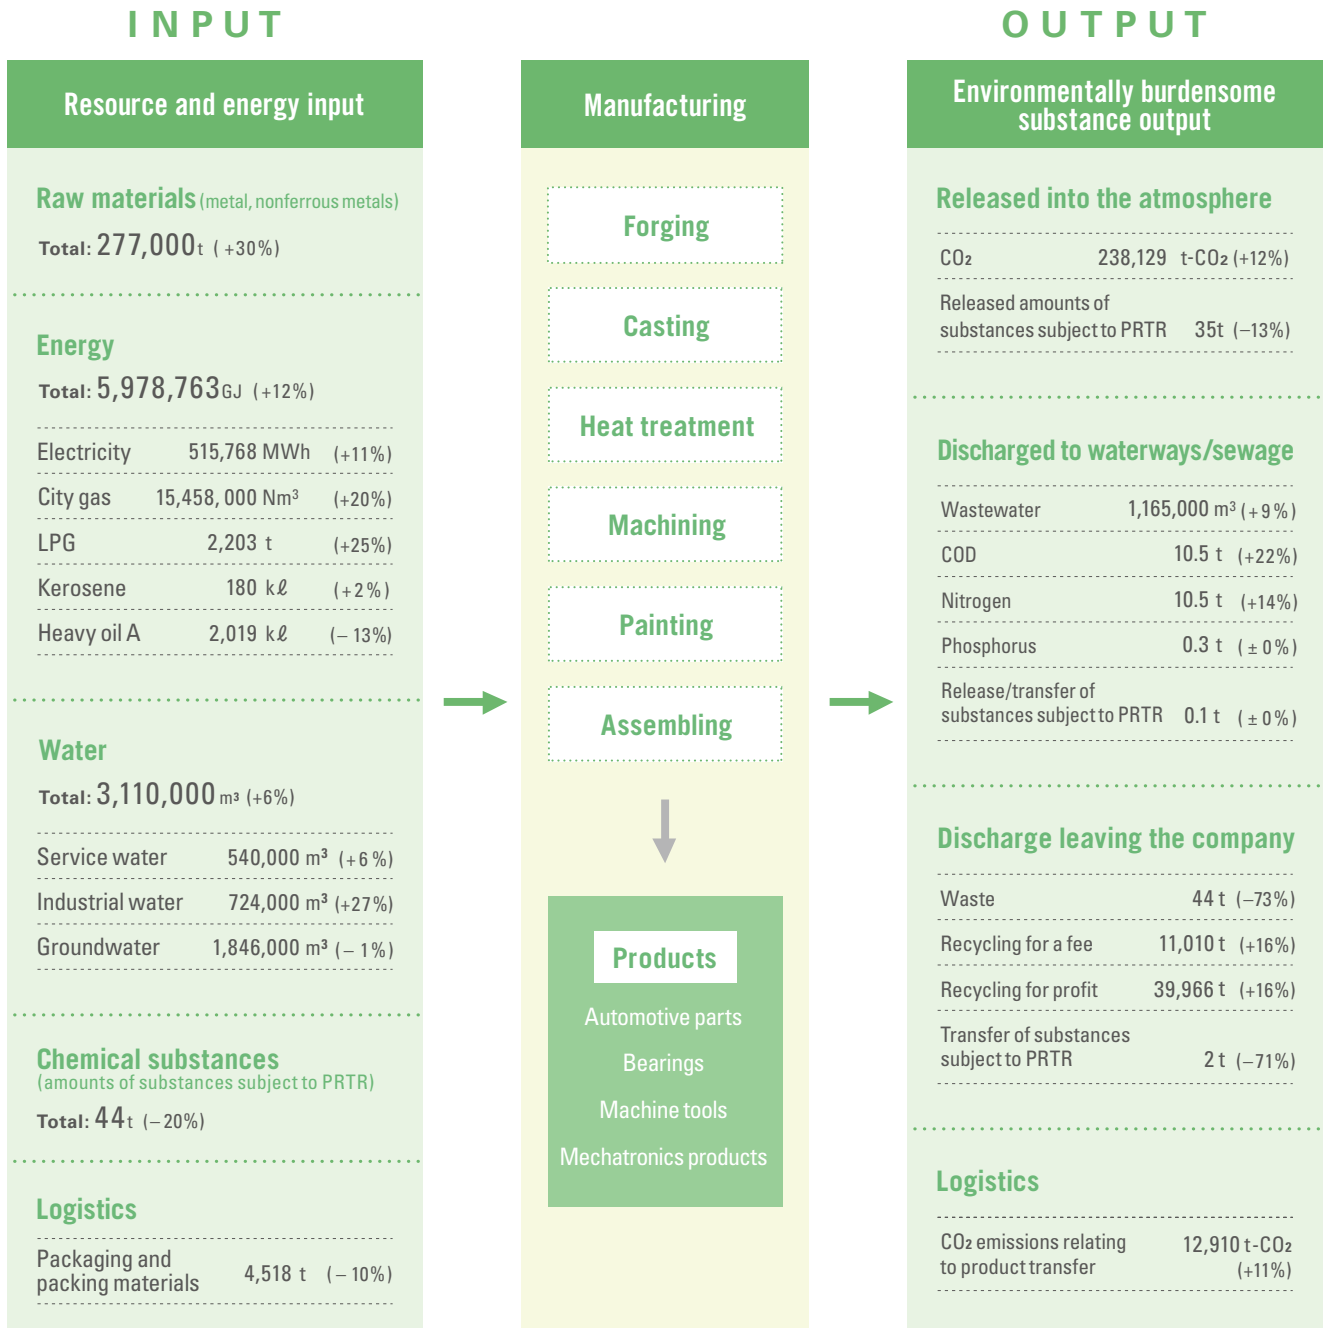 INPUT
Resource and energy input
Raw materials (metal, nonferrous metals)
Total: 277,000t (+30%)
Energy
Total: 5,978,763GJ (+12%)
Electricity 515,768 MWh (+11%)
City gas 15,458,000 Nm³ (+20%)
LPG 2,203 t (+25%)
Kerosene 180 kℓ (+2%)
Heavy oil A 2,019 kℓ (–13%)
Water
Total: 3,110,000m³ (+6%)
Service water 540,000 m³ (+6%)
Industrial water 724,000 m³ (+27%)
Groundwater 1,846,000 m³ (–1%)
Chemical substances
(amounts of substances subject to PRTR)
Total: 44t (–20%)
Logistics
Packaging and
packing materials 4,518 t (–10%)
Manufacturing
Forging
Casting
Heat treatment
Machining
Painting
Assembling
Products
Automotive parts
Bearings
Machine tools
Mechatronics products
OUTPUT
Environmentally burdensome
substance output
Released into the atmosphere
CO₂ 238,129 t-CO₂ (+12%)
Released amounts of
substances subject to PRTR 35t (–13%)
Discharged to waterways/sewage
Wastewater 1,165,000 m³ (+9%)
COD 10.5 t (+22%)
Nitrogen 10.5 t (+14%)
Phosphorus 0.3 t (±0%)
Release/transfer of
substances subject to PRTR 0.1 t (±0%)
Discharge leaving the company
Waste 44 t (–73%)
Recycling for a fee 11,010 t (+16%)
Recycling for profit 39,966 t (+16%)
Transfer of substances
subject to PRTR 2 t (–71%)
Logistics
CO₂ emissions relating 12,910 t-CO₂
to product transfer (+11%)